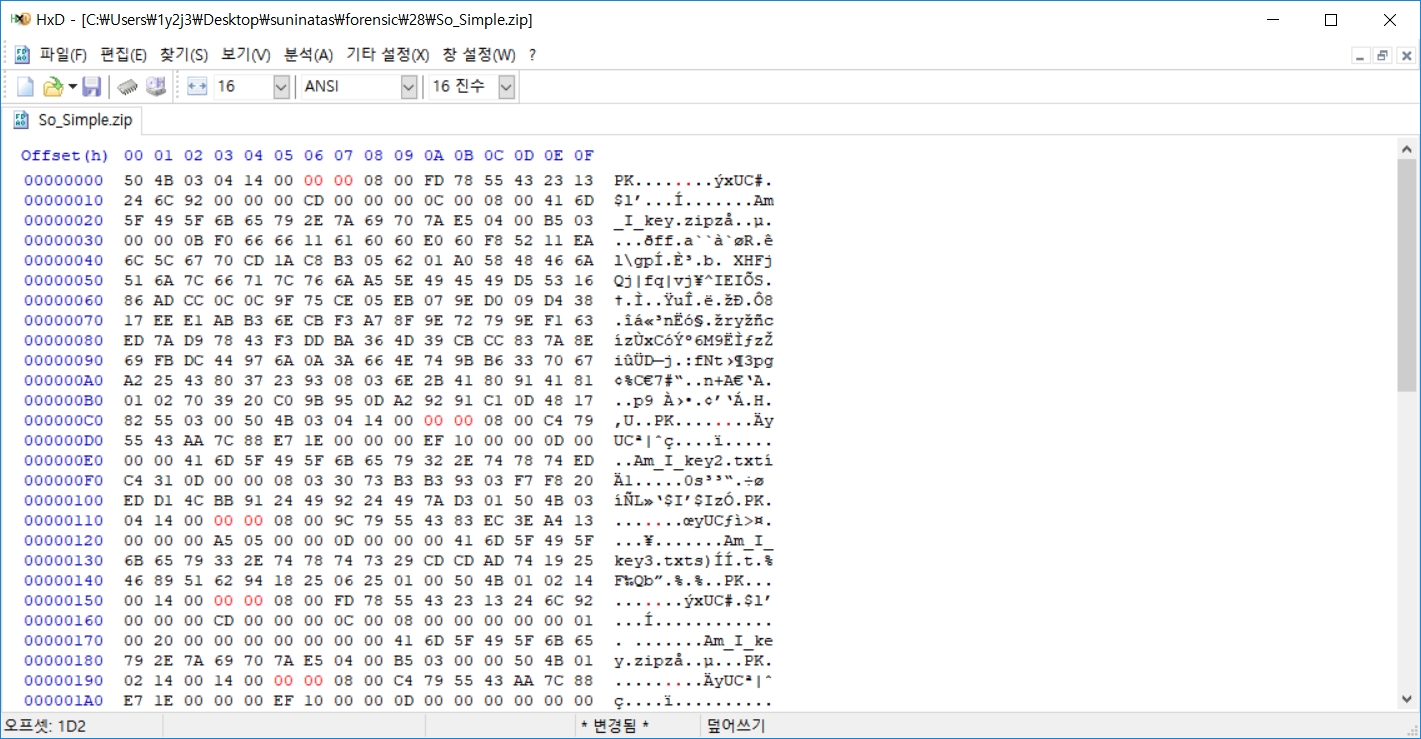 HxD - [C:₩Users₩1y2j3₩Desktop₩suninatas₩forensic₩28₩So_Simple.zip]
파일(F) 편집(E) 찾기(S) 보기(V) 분석(A) 기타 설정(X) 창 설정(W) ?
16 ANSI 16 진수
So_Simple.zip
Offset(h) 00 01 02 03 04 05 06 07 08 09 0A 0B 0C 0D 0E 0F
00000000 50 4B 03 04 14 00 00 00 08 00 FD 78 55 43 23 13 PK........ýxUC#.
00000010 24 6C 92 00 00 00 CD 00 00 00 0C 00 08 00 41 6D $l’...Í.......Am
00000020 5F 49 5F 6B 65 79 2E 7A 69 70 7A E5 04 00 B5 03 _I_key.zipzå..µ.
00000030 00 00 0B F0 66 66 11 61 60 60 E0 60 F8 52 11 EA ...ðff.a``à`øR.ê
00000040 6C 5C 67 70 CD 1A C8 B3 05 62 01 A0 58 48 46 6A l\gpÍ.È³.b. XHFj
00000050 51 6A 7C 66 71 7C 76 6A A5 5E 49 45 49 D5 53 16 Qj|fq|vj¥^IEIÕS.
00000060 86 AD CC 0C 0C 9F 75 CE 05 EB 07 9E D0 09 D4 38 †.Ì..ŸuÎ.ë.žÐ.Ô8
00000070 17 EE E1 AB B3 6E CB F3 A7 8F 9E 72 79 9E F1 63 .îá«³nËó§.žryžñc
00000080 ED 7A D9 78 43 F3 DD BA 36 4D 39 CB CC 83 7A 8E ízÙxCóÝº6M9ËÌƒzŽ
00000090 69 FB DC 44 97 6A 0A 3A 66 4E 74 9B B6 33 70 67 iûÜD—j.:fNt›¶3pg
000000A0 A2 25 43 80 37 23 93 08 03 6E 2B 41 80 91 41 81 ¢%C€7#“..n+A€‘A.
000000B0 01 02 70 39 20 C0 9B 95 0D A2 92 91 C1 0D 48 17 ..p9 À›•.¢’‘Á.H.
000000C0 82 55 03 00 50 4B 03 04 14 00 00 00 08 00 C4 79 ‚U..PK........Äy
000000D0 55 43 AA 7C 88 E7 1E 00 00 00 EF 10 00 00 0D 00 UCª|ˆç....ï.....
000000E0 00 00 41 6D 5F 49 5F 6B 65 79 32 2E 74 78 74 ED ..Am_I_key2.txtí
000000F0 C4 31 0D 00 00 08 03 30 73 B3 B3 93 03 F7 F8 20 Ä1.....0s³³“.÷ø
00000100 ED D1 4C BB 91 24 49 92 24 49 7A D3 01 50 4B 03 íÑL»‘$I’$IzÓ.PK.
00000110 04 14 00 00 00 08 00 9C 79 55 43 83 EC 3E A4 13 .......œyUCƒì>¤.
00000120 00 00 00 A5 05 00 00 0D 00 00 00 41 6D 5F 49 5F ...¥.......Am_I_
00000130 6B 65 79 33 2E 74 78 74 73 29 CD CD AD 74 19 25 key3.txts)ÍÍ.t.%
00000140 46 89 51 62 94 18 25 06 25 01 00 50 4B 01 02 14 F‰Qb”.%.%..PK...
00000150 00 14 00 00 00 08 00 FD 78 55 43 23 13 24 6C 92 .......ýxUC#.$l’
00000160 00 00 00 CD 00 00 00 0C 00 08 00 00 00 00 00 01 ...Í............
00000170 00 20 00 00 00 00 00 00 00 41 6D 5F 49 5F 6B 65 . .......Am_I_ke
00000180 79 2E 7A 69 70 7A E5 04 00 B5 03 00 00 50 4B 01 y.zipzå..µ...PK.
00000190 02 14 00 14 00 00 00 08 00 C4 79 55 43 AA 7C 88 .........ÄyUCª|ˆ
000001A0 E7 1E 00 00 00 EF 10 00 00 0D 00 00 00 00 00 00 ç....ï..........
오프셋: 1D2 * 변경됨 * 덮어쓰기